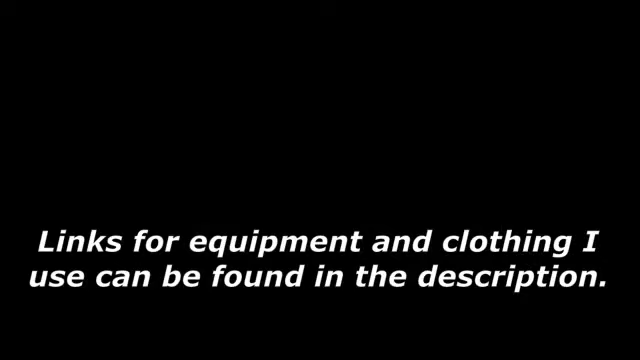 Links for equipment and clothing I
use can be found in the description.